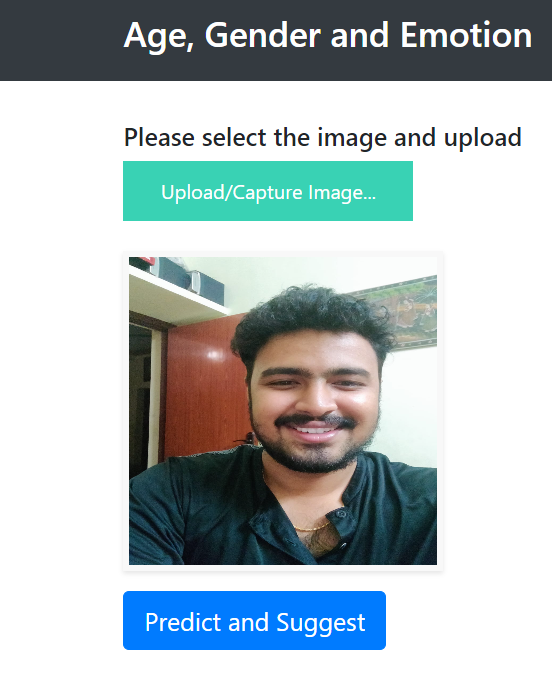 Age, Gender and Emotion
Please select the image and upload
Upload/Capture Image...
Predict and Suggest